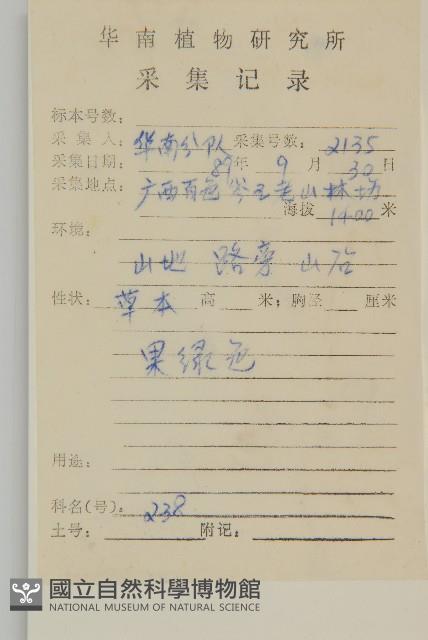 华南植物研究所
采集记录
标本号数：
采集人：华南分队 采集号数：2135
采集日期：89年 9月 30日
采集地点：广西百色岑王老山林场
海拔 1400 米
环境：
山地 路旁 山谷
性状：草本 高 米；胸径 厘米
果绿色
用途：
科名(号)：238
土号： 附记：
國立自然科學博物館
NATIONAL MUSEUM OF NATURAL SCIENCE